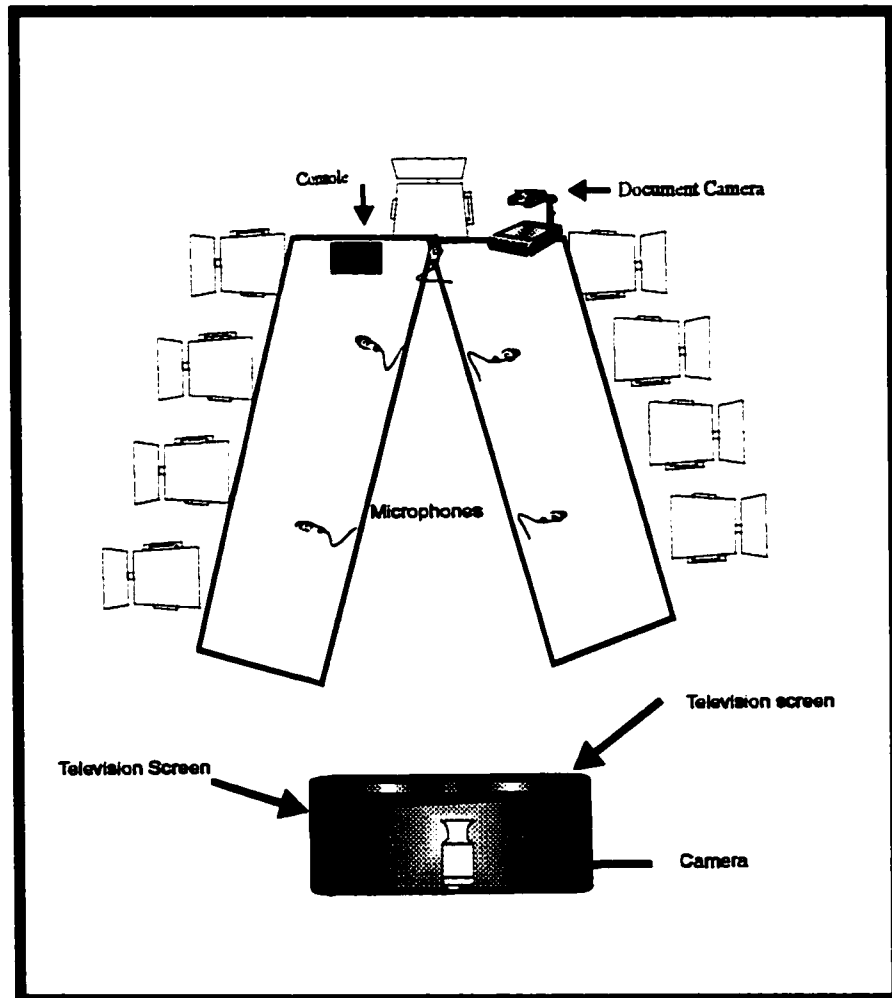 Console
Document Camera
Microphones
Television screen
Television Screen
Camera